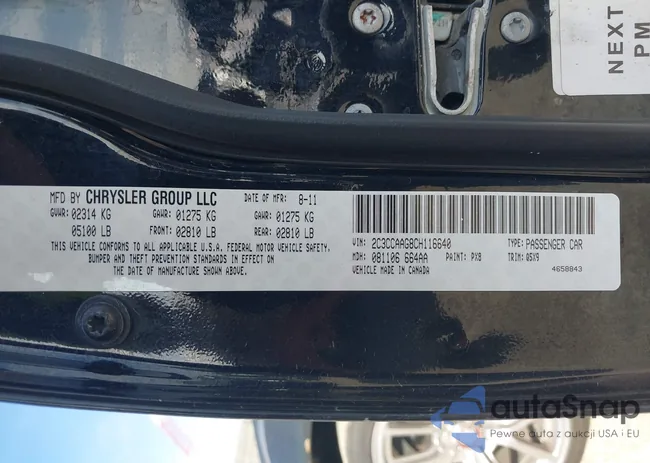 NEXT
PM
MFD BY CHRYSLER GROUP LLC DATE OF MFR: 8-11
GVWR: 02314 KG GAWR: 01275 KG GAWR: 01275 KG
05100 LB FRONT: 02810 LB REAR: 02810 LB
THIS VEHICLE CONFORMS TO ALL APPLICABLE U.S.A. FEDERAL MOTOR VEHICLE SAFETY,
BUMPER AND THEFT PREVENTION STANDARDS IN EFFECT ON
THE DATE OF MANUFACTURE SHOWN ABOVE.
VIN: 2C3CCAAG8CH116640 TYPE: PASSENGER CAR
MDH: 081106 664AA PAINT: PX8 TRIM: Q5X9
VEHICLE MADE IN CANADA 4658843
autaSnap
Pewne auta z aukcji USA i EU